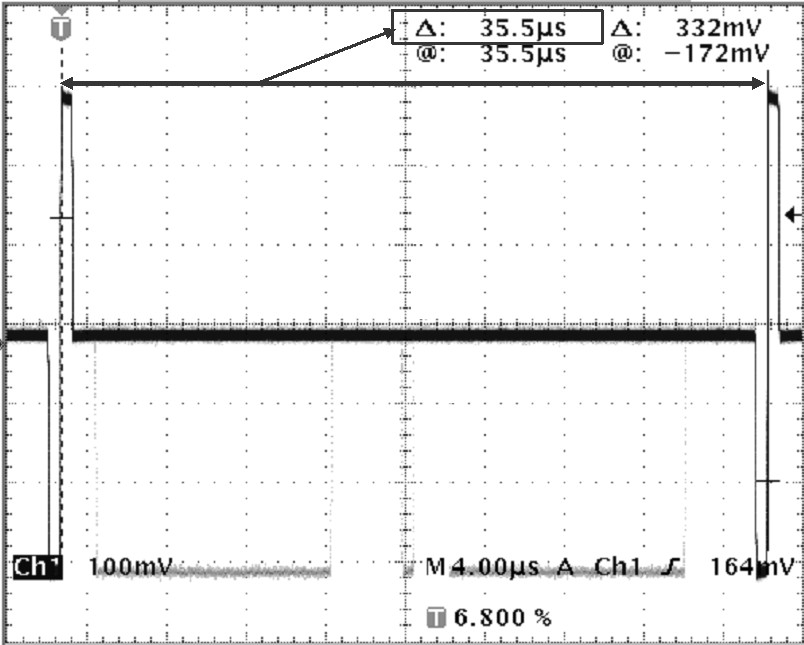 T
Δ: 35.5µs Δ: 332mV
@: 35.5µs @: −172mV
Ch1 100mV M 4.00µs A Ch1 164mV
T 6.800 %